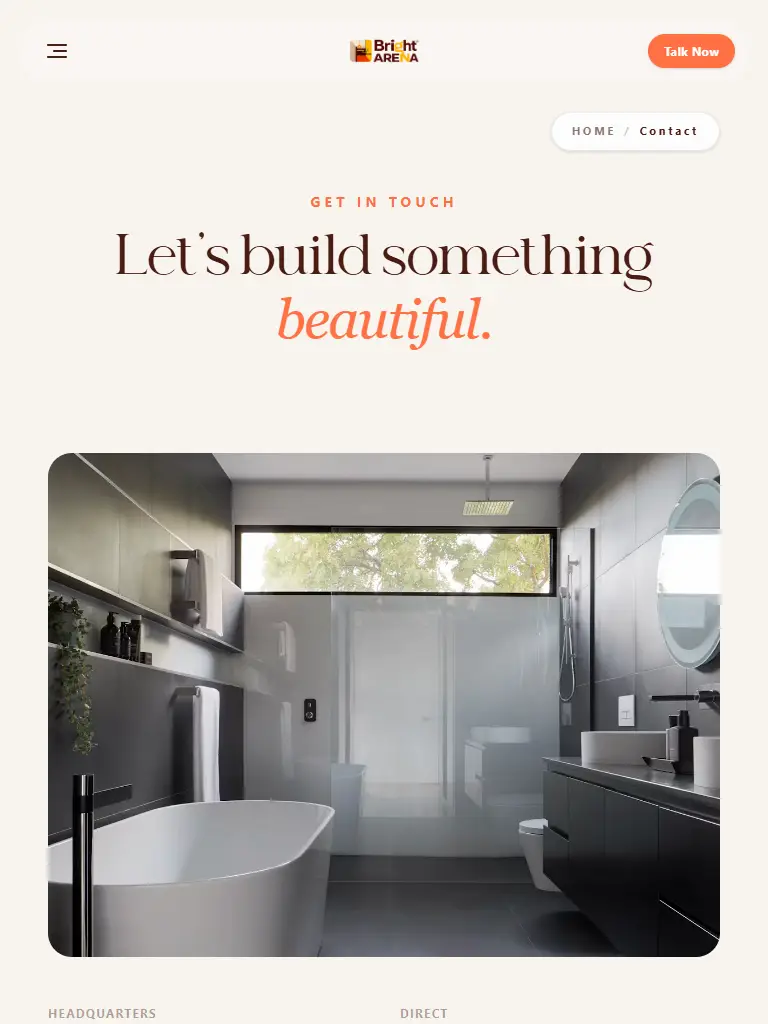 Bright
ARENA
Talk Now
HOME / Contact
GET IN TOUCH
Let's build something
beautiful.
HEADQUARTERS
DIRECT